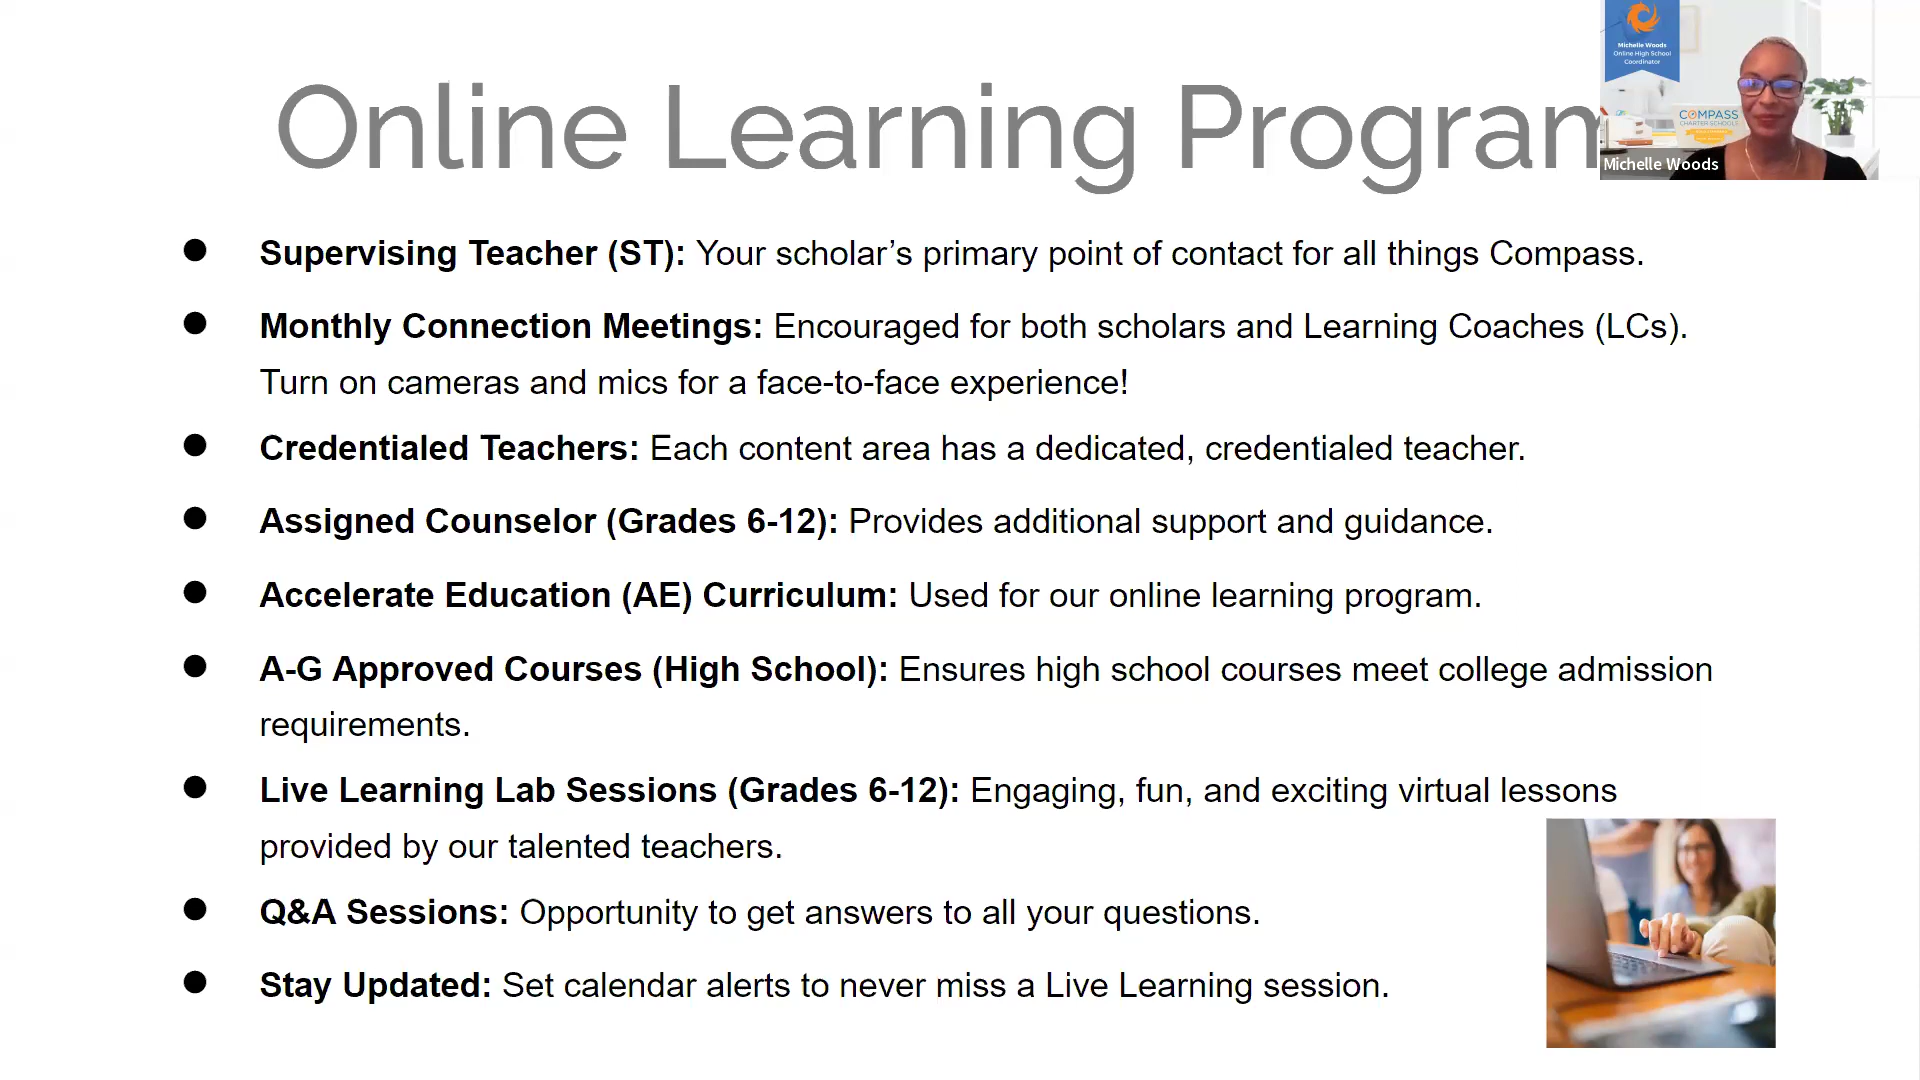 Michelle Woods
Online High School
Coordinator
Online Learning Program
COMPASS
CHARTER SCHOOLS
Michelle Woods
● Supervising Teacher (ST): Your scholar’s primary point of contact for all things Compass.
● Monthly Connection Meetings: Encouraged for both scholars and Learning Coaches (LCs).
Turn on cameras and mics for a face-to-face experience!
● Credentialed Teachers: Each content area has a dedicated, credentialed teacher.
● Assigned Counselor (Grades 6-12): Provides additional support and guidance.
● Accelerate Education (AE) Curriculum: Used for our online learning program.
● A-G Approved Courses (High School): Ensures high school courses meet college admission
requirements.
● Live Learning Lab Sessions (Grades 6-12): Engaging, fun, and exciting virtual lessons
provided by our talented teachers.
● Q&A Sessions: Opportunity to get answers to all your questions.
● Stay Updated: Set calendar alerts to never miss a Live Learning session.